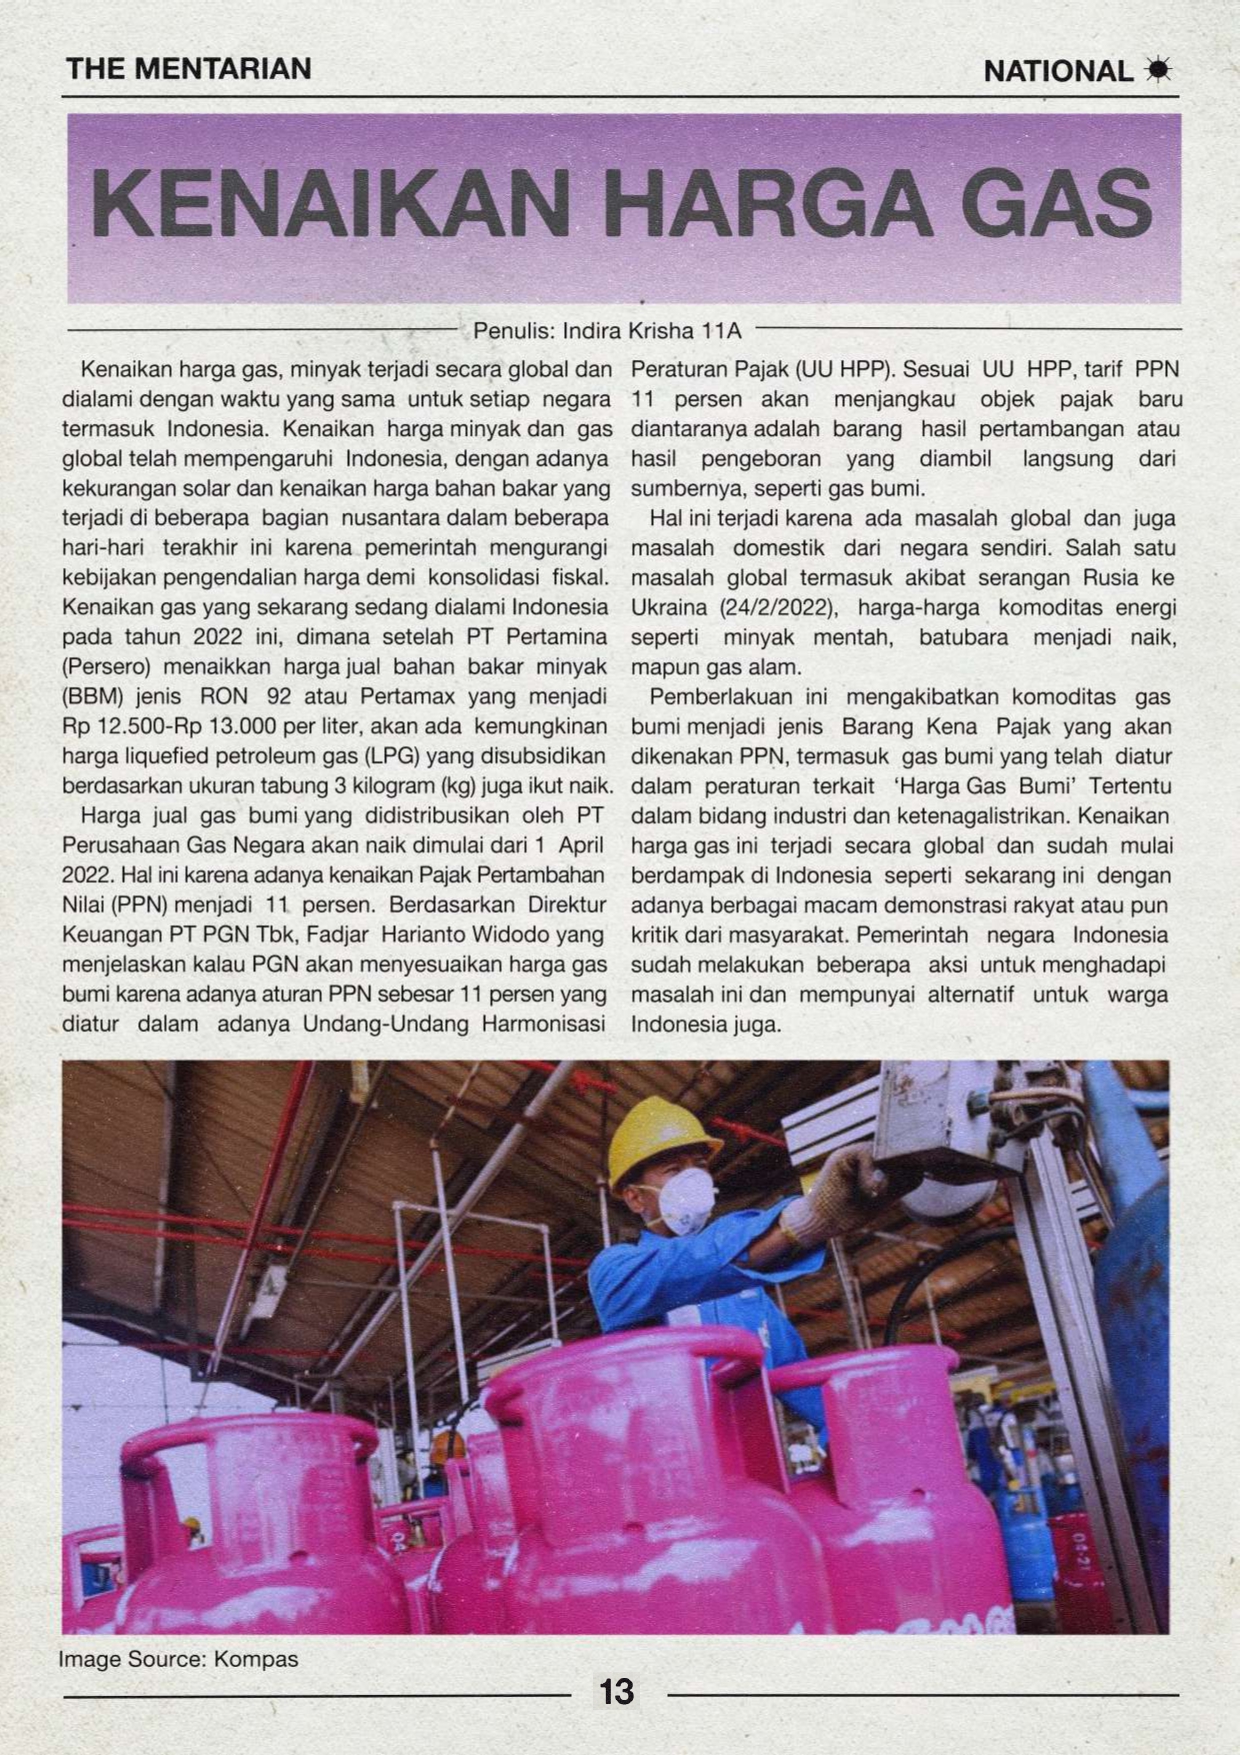 THE MENTARIAN
NATIONAL
KENAIKAN HARGA GAS
Penulis: Indira Krisha 11A
Kenaikan harga gas, minyak terjadi secara global dan
dialami dengan waktu yang sama untuk setiap negara
termasuk Indonesia. Kenaikan harga minyak dan gas
global telah mempengaruhi Indonesia, dengan adanya
kekurangan solar dan kenaikan harga bahan bakar yang
terjadi di beberapa bagian nusantara dalam beberapa
hari-hari terakhir ini karena pemerintah mengurangi
kebijakan pengendalian harga demi konsolidasi fiskal.
Kenaikan gas yang sekarang sedang dialami Indonesia
pada tahun 2022 ini, dimana setelah PT Pertamina
(Persero) menaikkan harga jual bahan bakar minyak
(BBM) jenis RON 92 atau Pertamax yang menjadi
Rp 12.500-Rp 13.000 per liter, akan ada kemungkinan
harga liquefied petroleum gas (LPG) yang disubsidikan
berdasarkan ukuran tabung 3 kilogram (kg) juga ikut naik.
Harga jual gas bumi yang didistribusikan oleh PT
Perusahaan Gas Negara akan naik dimulai dari 1 April
2022. Hal ini karena adanya kenaikan Pajak Pertambahan
Nilai (PPN) menjadi 11 persen. Berdasarkan Direktur
Keuangan PT PGN Tbk, Fadjar Harianto Widodo yang
menjelaskan kalau PGN akan menyesuaikan harga gas
bumi karena adanya aturan PPN sebesar 11 persen yang
diatur dalam adanya Undang-Undang Harmonisasi
Peraturan Pajak (UU HPP). Sesuai UU HPP, tarif PPN
11 persen akan menjangkau objek pajak baru
diantaranya adalah barang hasil pertambangan atau
hasil pengeboran yang diambil langsung dari
sumbernya, seperti gas bumi.
Hal ini terjadi karena ada masalah global dan juga
masalah domestik dari negara sendiri. Salah satu
masalah global termasuk akibat serangan Rusia ke
Ukraina (24/2/2022), harga-harga komoditas energi
seperti minyak mentah, batubara menjadi naik,
mapun gas alam.
Pemberlakuan ini mengakibatkan komoditas gas
bumi menjadi jenis Barang Kena Pajak yang akan
dikenakan PPN, termasuk gas bumi yang telah diatur
dalam peraturan terkait ‘Harga Gas Bumi’ Tertentu
dalam bidang industri dan ketenagalistrikan. Kenaikan
harga gas ini terjadi secara global dan sudah mulai
berdampak di Indonesia seperti sekarang ini dengan
adanya berbagai macam demonstrasi rakyat atau pun
kritik dari masyarakat. Pemerintah negara Indonesia
sudah melakukan beberapa aksi untuk menghadapi
masalah ini dan mempunyai alternatif untuk warga
Indonesia juga.
04-21
Image Source: Kompas
13